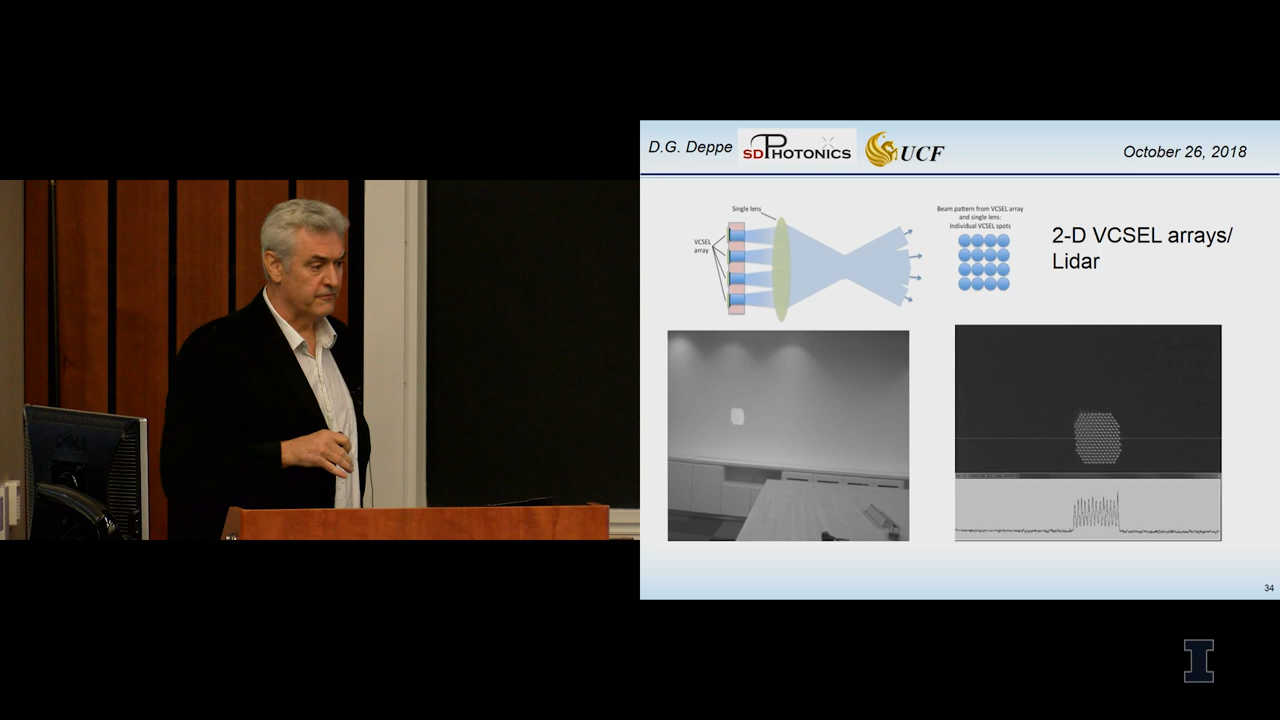 D.G. Deppe
SDPHOTONICS
UCF
October 26, 2018
Single lens
VCSEL
array
Beam pattern from VCSEL array
and single lens:
Individual VCSEL spots
2-D VCSEL arrays/
Lidar
DELL
34
I